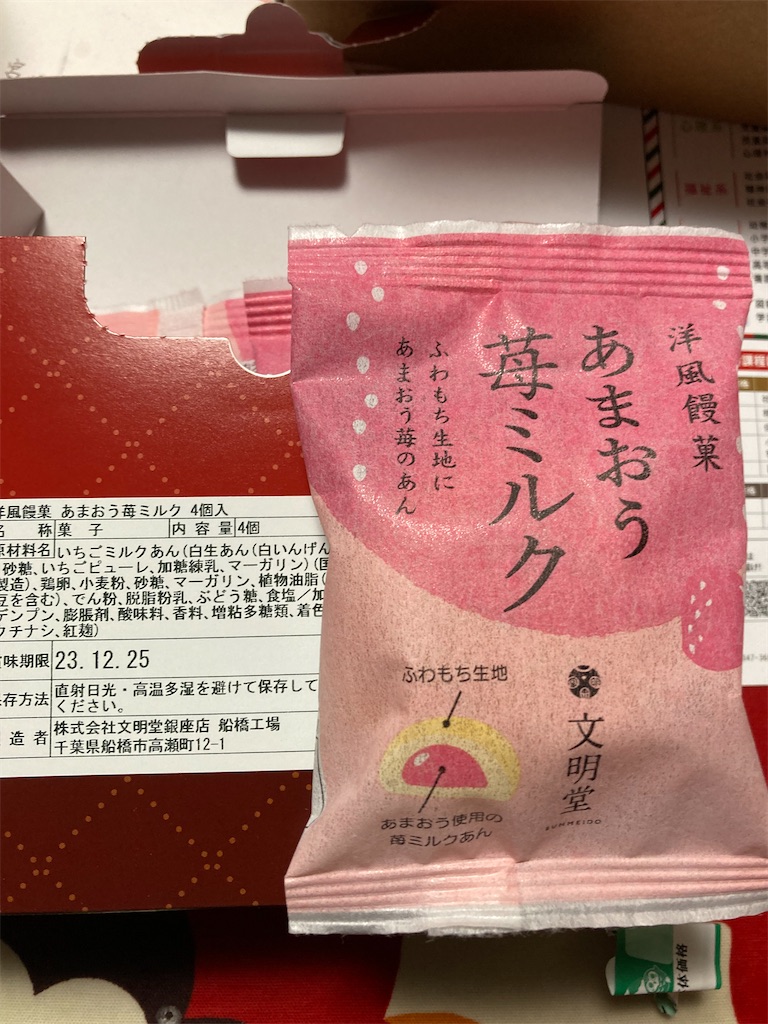 洋風饅菓
あまおう
苺ミルク
ふわもち生地に
あまおう苺のあん
ふわもち生地
あまおう使用の
苺ミルクあん
文明堂
BUNMEIDO
洋風饅菓 あまおう苺ミルク 4個入
名 称 菓 子 内 容 量 4個
原材料名 いちごミルクあん(白生あん(白いんげん
砂糖、いちごピューレ、加糖練乳、マーガリン)(国
製造)、鶏卵、小麦粉、砂糖、マーガリン、植物油脂(
豆を含む)、でん粉、脱脂粉乳、ぶどう糖、食塩/加
デンプン、膨脹剤、酸味料、香料、増粘多糖類、着色
クチナシ、紅麹)
賞味期限 23.12.25
保存方法 直射日光・高温多湿を避けて保存して
ください。
造 者 株式会社文明堂銀座店 船橋工場
千葉県船橋市高瀬町12-1
心理系
福祉系